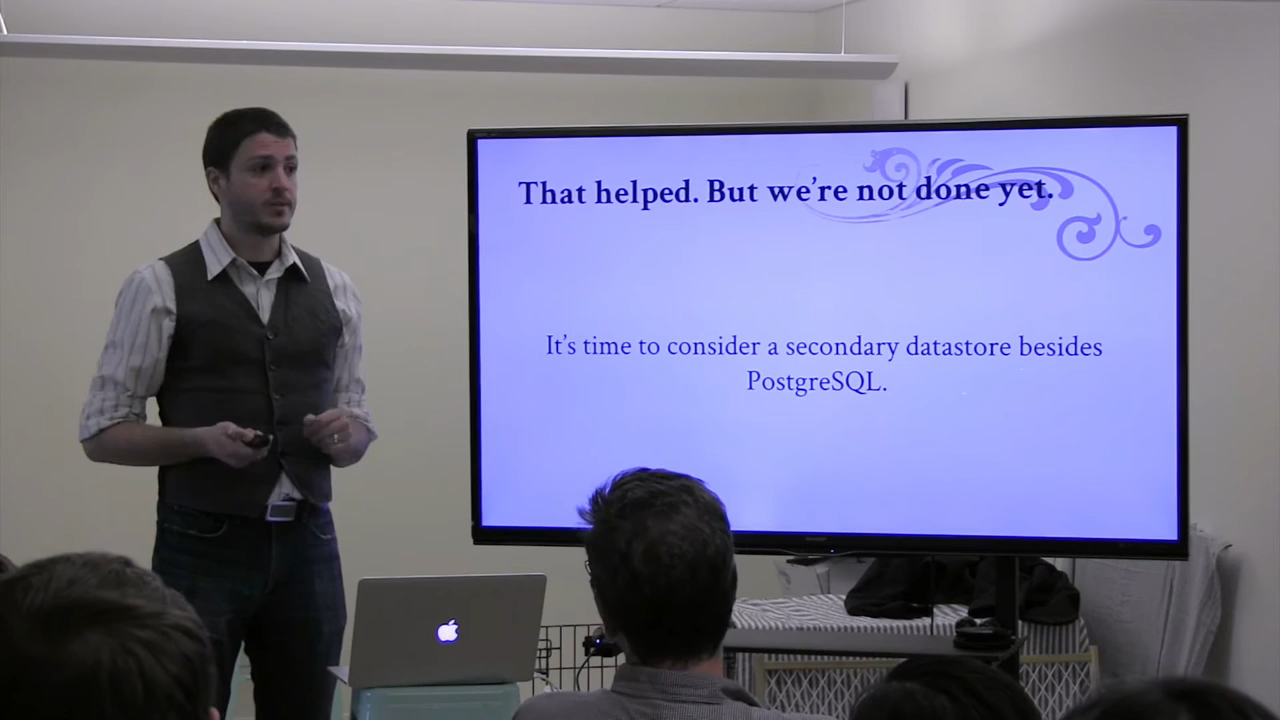 That helped. But we're not done yet.
It's time to consider a secondary datastore besides
PostgreSQL.